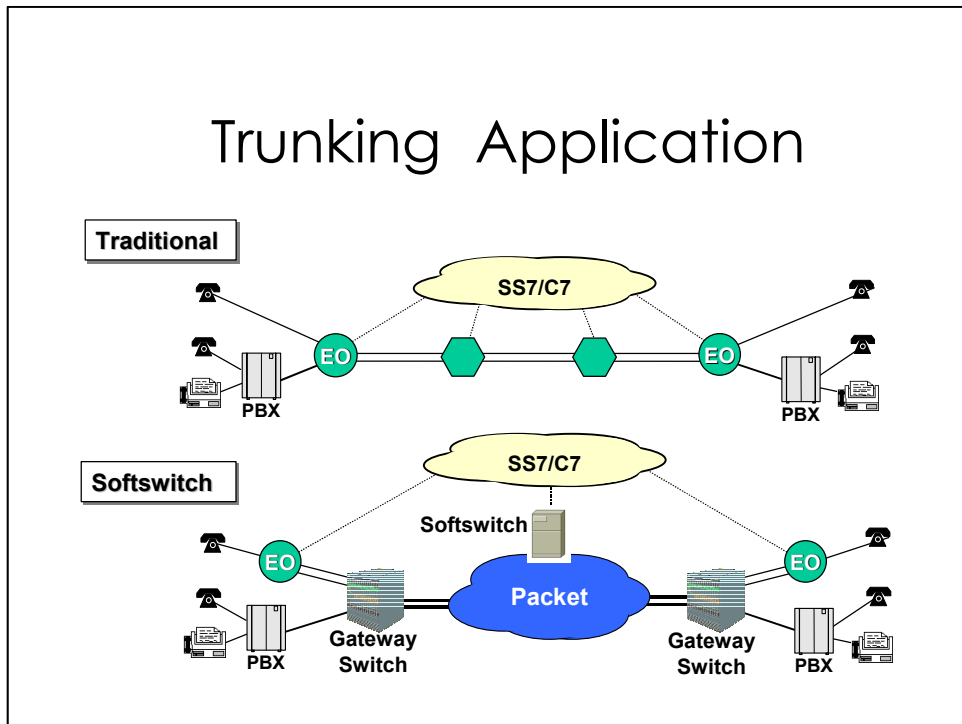 Trunking Application
Traditional
SS7/C7
EO
EO
PBX
PBX
SS7/C7
Softswitch
Softswitch
EO
EO
Packet
Gateway
Switch
Gateway
Switch
PBX
PBX